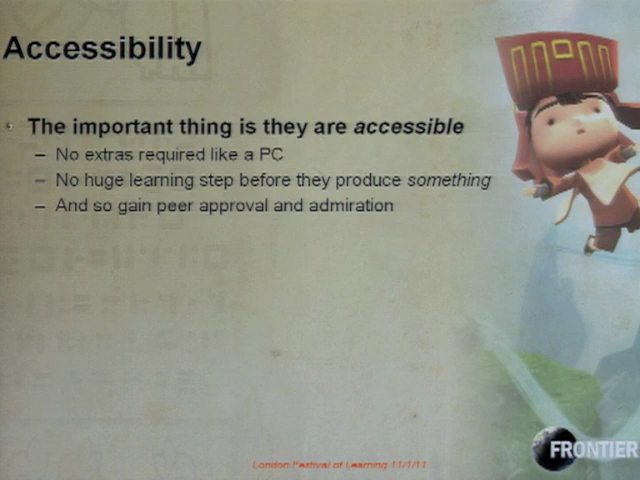 Accessibility
• The important thing is they are accessible
– No extras required like a PC
– No huge learning step before they produce something
– And so gain peer approval and admiration
London Festival of Learning 11/1/11
FRONTIER